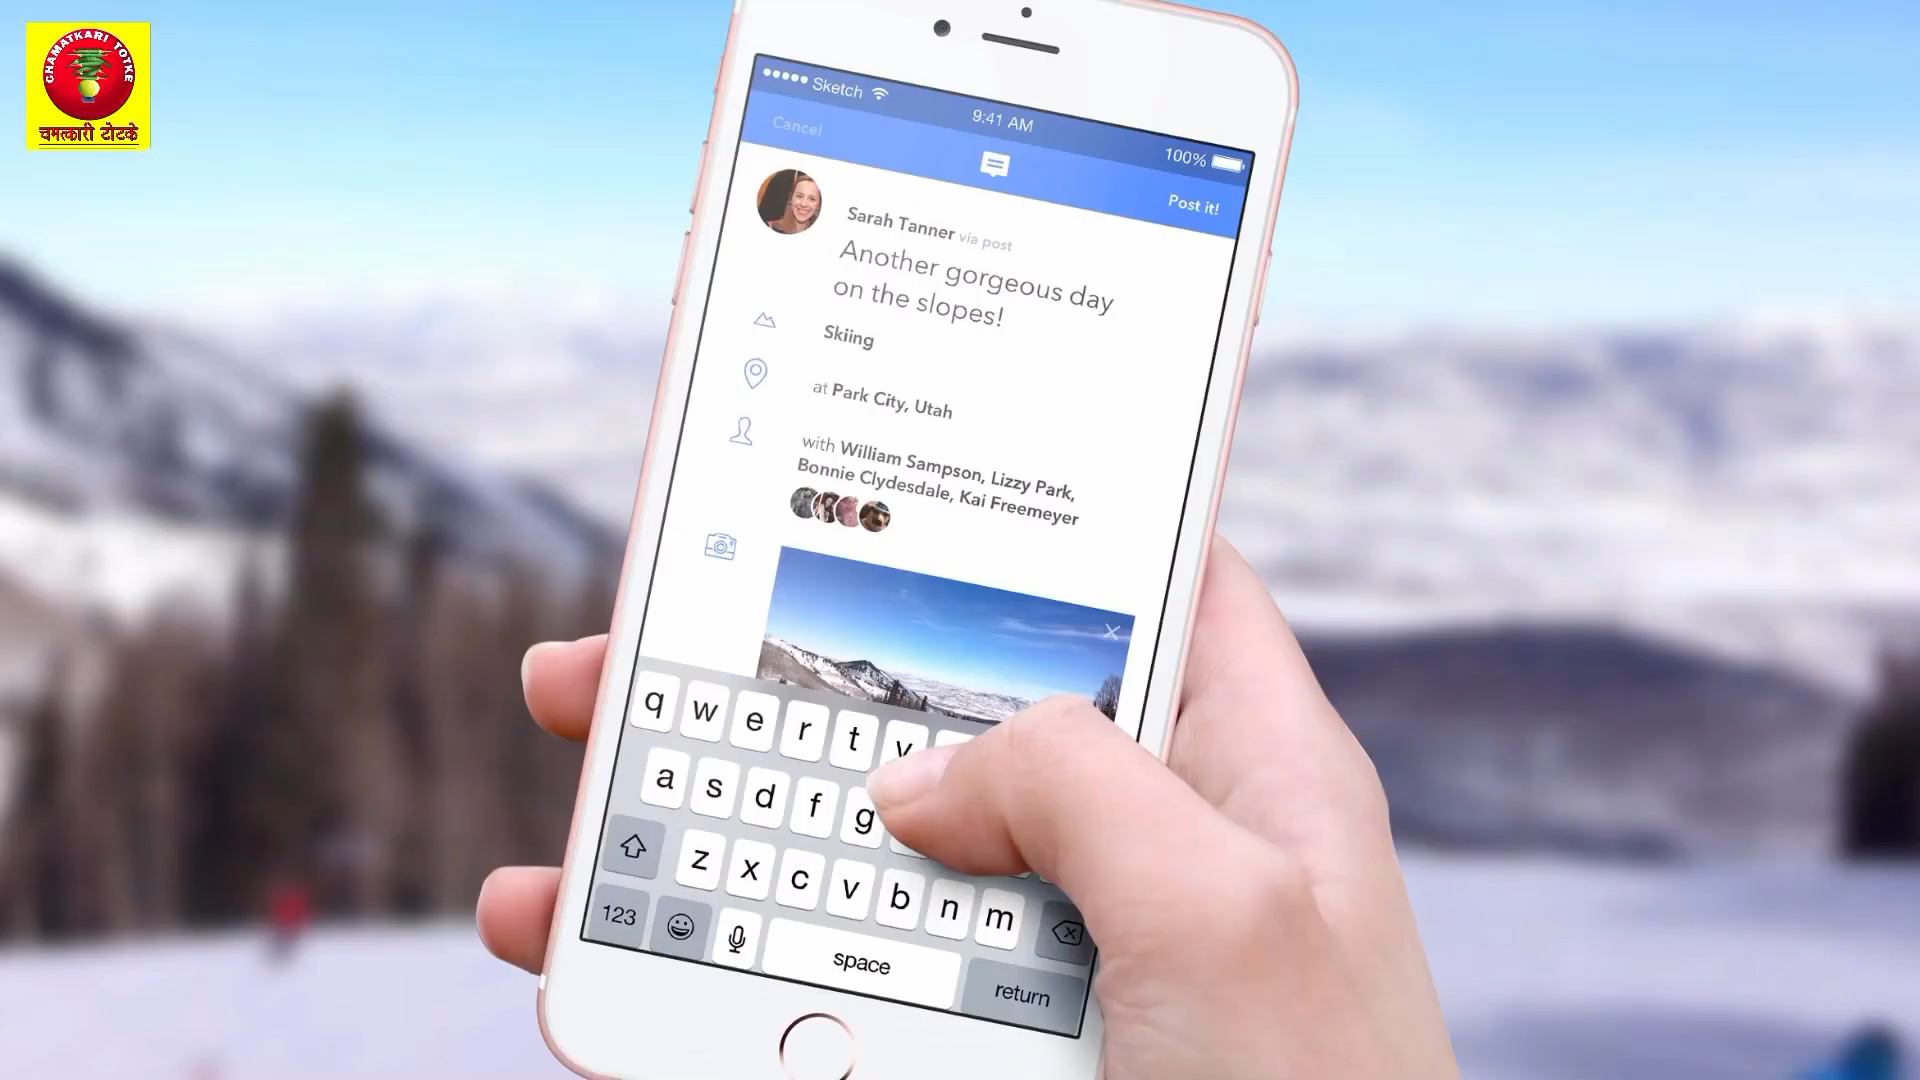 CHAMATKARI TOTKE
चमत्कारी टोटके
Sketch
9:41 AM
100%
Cancel
Post it!
Sarah Tanner via post
Another gorgeous day
on the slopes!
Skiing
at Park City, Utah
with William Sampson, Lizzy Park,
Bonnie Clydesdale, Kai Freemeyer
q w e r t y
a s d f g
z x c v b n m
123
space
return